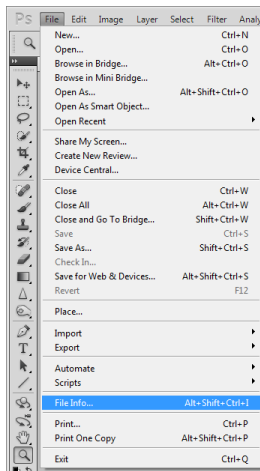 Ps File Edit Image Layer Select Filter Analy
New... Ctrl+N
Open... Ctrl+O
Browse in Bridge... Alt+Ctrl+O
Browse in Mini Bridge...
Open As... Alt+Shift+Ctrl+O
Open As Smart Object...
Open Recent
Share My Screen...
Create New Review...
Device Central...
Close Ctrl+W
Close All Alt+Ctrl+W
Close and Go To Bridge... Shift+Ctrl+W
Save Ctrl+S
Save As... Shift+Ctrl+S
Check In...
Save for Web & Devices... Alt+Shift+Ctrl+S
Revert F12
Place...
Import
Export
Automate
Scripts
File Info... Alt+Shift+Ctrl+I
Print... Ctrl+P
Print One Copy Alt+Shift+Ctrl+P
Exit Ctrl+Q